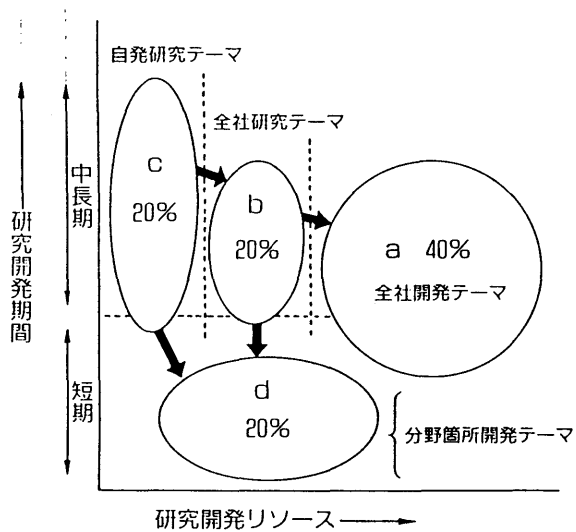 自発研究テーマ
全社研究テーマ
研究開発期間
中長期
短期
c
20%
b
20%
a 40%
全社開発テーマ
d
20%
分野箇所開発テーマ
研究開発リソース